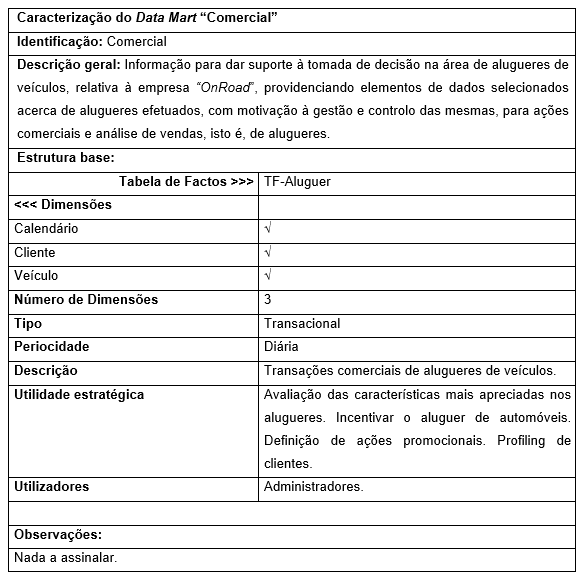 Caracterização do Data Mart “Comercial”
Identificação: Comercial
Descrição geral: Informação para dar suporte à tomada de decisão na área de alugueres de
veículos, relativa à empresa “OnRoad”, providenciando elementos de dados selecionados
acerca de alugueres efetuados, com motivação à gestão e controlo das mesmas, para ações
comerciais e análise de vendas, isto é, de alugueres.
Estrutura base:
Tabela de Factos >>> TF-Aluguer
<<< Dimensões
Calendário √
Cliente √
Veículo √
Número de Dimensões 3
Tipo Transacional
Periocidade Diária
Descrição Transações comerciais de alugueres de veículos.
Utilidade estratégica Avaliação das características mais apreciadas nos
alugueres. Incentivar o aluguer de automóveis.
Definição de ações promocionais. Profiling de
clientes.
Utilizadores Administradores.
Observações:
Nada a assinalar.